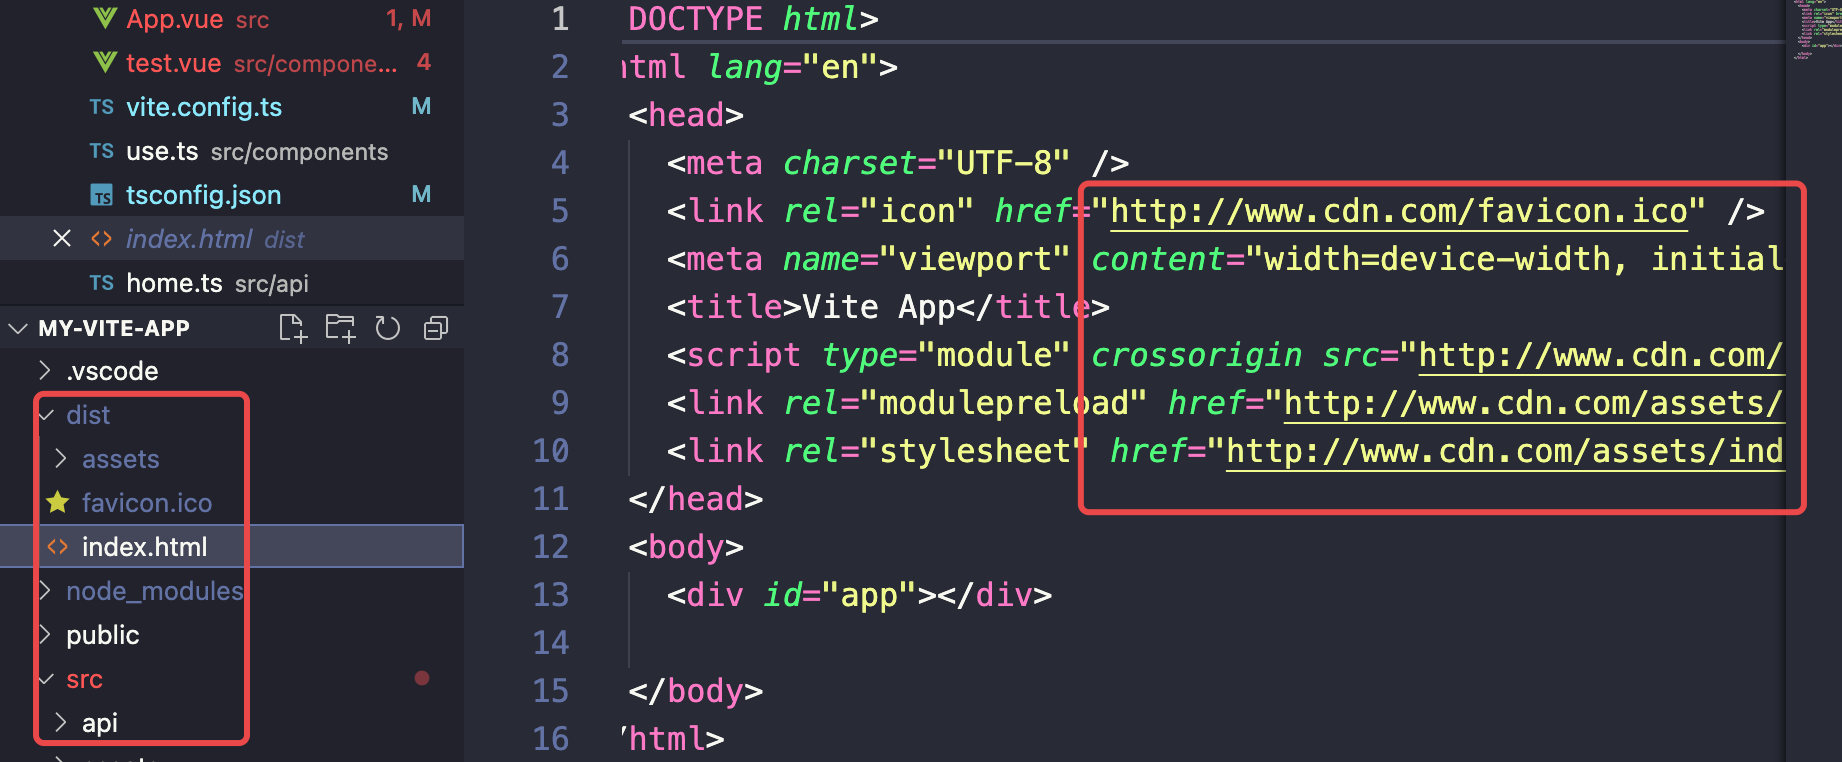 App.vue src 1, M
test.vue src/compone... 4
TS vite.config.ts M
TS use.ts src/components
TS tsconfig.json M
index.html dist
TS home.ts src/api
MY-VITE-APP
.vscode
dist
assets
favicon.ico
index.html
node_modules
public
src
api
1 DOCTYPE html>
2 html lang="en">
3 <head>
4 <meta charset="UTF-8" />
5 <link rel="icon" href="http://www.cdn.com/favicon.ico" />
6 <meta name="viewport" content="width=device-width, initial
7 <title>Vite App</title>
8 <script type="module" crossorigin src="http://www.cdn.com/
9 <link rel="modulepreload" href="http://www.cdn.com/assets/
10 <link rel="stylesheet" href="http://www.cdn.com/assets/ind
11 </head>
12 <body>
13 <div id="app"></div>
14
15 </body>
16 /html>